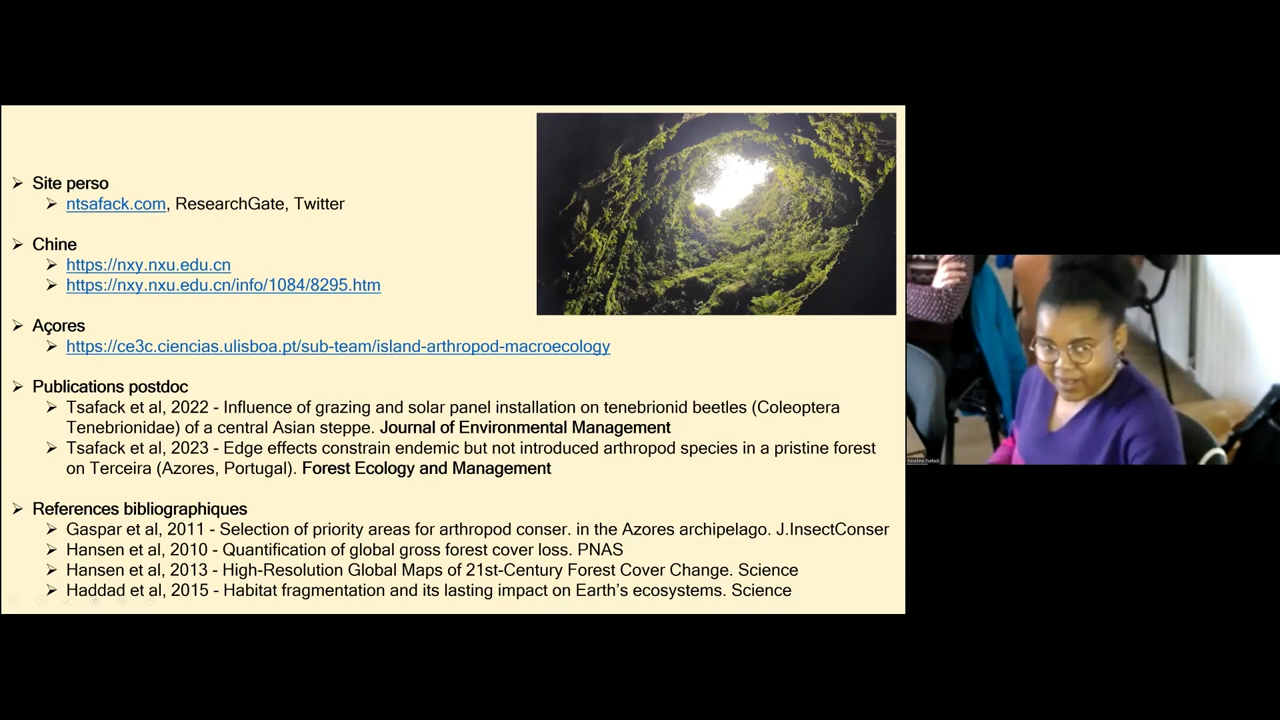 Site perso
ntsafack.com, ResearchGate, Twitter
Chine
https://nxy.nxu.edu.cn
https://nxy.nxu.edu.cn/info/1084/8295.htm
Açores
https://ce3c.ciencias.ulisboa.pt/sub-team/island-arthropod-macroecology
Publications postdoc
Tsafack et al, 2022 - Influence of grazing and solar panel installation on tenebrionid beetles (Coleoptera
Tenebrionidae) of a central Asian steppe. Journal of Environmental Management
Tsafack et al, 2023 - Edge effects constrain endemic but not introduced arthropod species in a pristine forest
on Terceira (Azores, Portugal). Forest Ecology and Management
References bibliographiques
Gaspar et al, 2011 - Selection of priority areas for arthropod conser. in the Azores archipelago. J.InsectConser
Hansen et al, 2010 - Quantification of global gross forest cover loss. PNAS
Hansen et al, 2013 - High-Resolution Global Maps of 21st-Century Forest Cover Change. Science
Haddad et al, 2015 - Habitat fragmentation and its lasting impact on Earth's ecosystems. Science